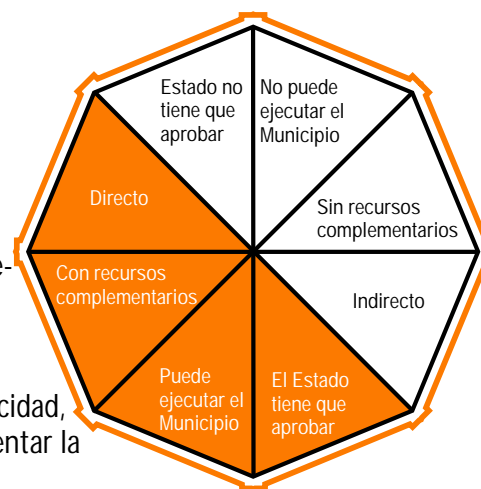 Estado no
tiene que
aprobar
No puede
ejecutar el
Municipio
Directo
Sin recursos
complementarios
e-
Con recursos
complementarios
Indirecto
Puede
ejecutar el
Municipio
El Estado
tiene que
aprobar
cidad,
entar la